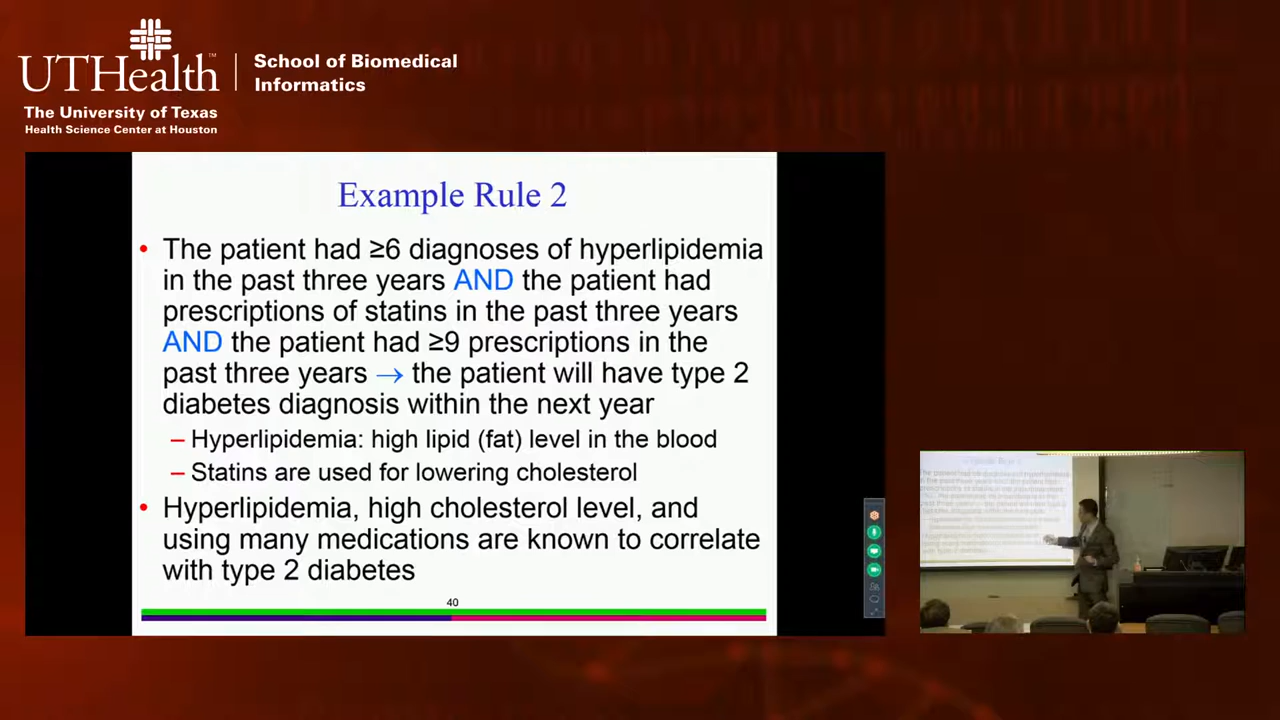 UTHealth™
The University of Texas
Health Science Center at Houston
School of Biomedical
Informatics
Example Rule 2
• The patient had ≥6 diagnoses of hyperlipidemia
in the past three years AND the patient had
prescriptions of statins in the past three years
AND the patient had ≥9 prescriptions in the
past three years → the patient will have type 2
diabetes diagnosis within the next year
– Hyperlipidemia: high lipid (fat) level in the blood
– Statins are used for lowering cholesterol
• Hyperlipidemia, high cholesterol level, and
using many medications are known to correlate
with type 2 diabetes
40